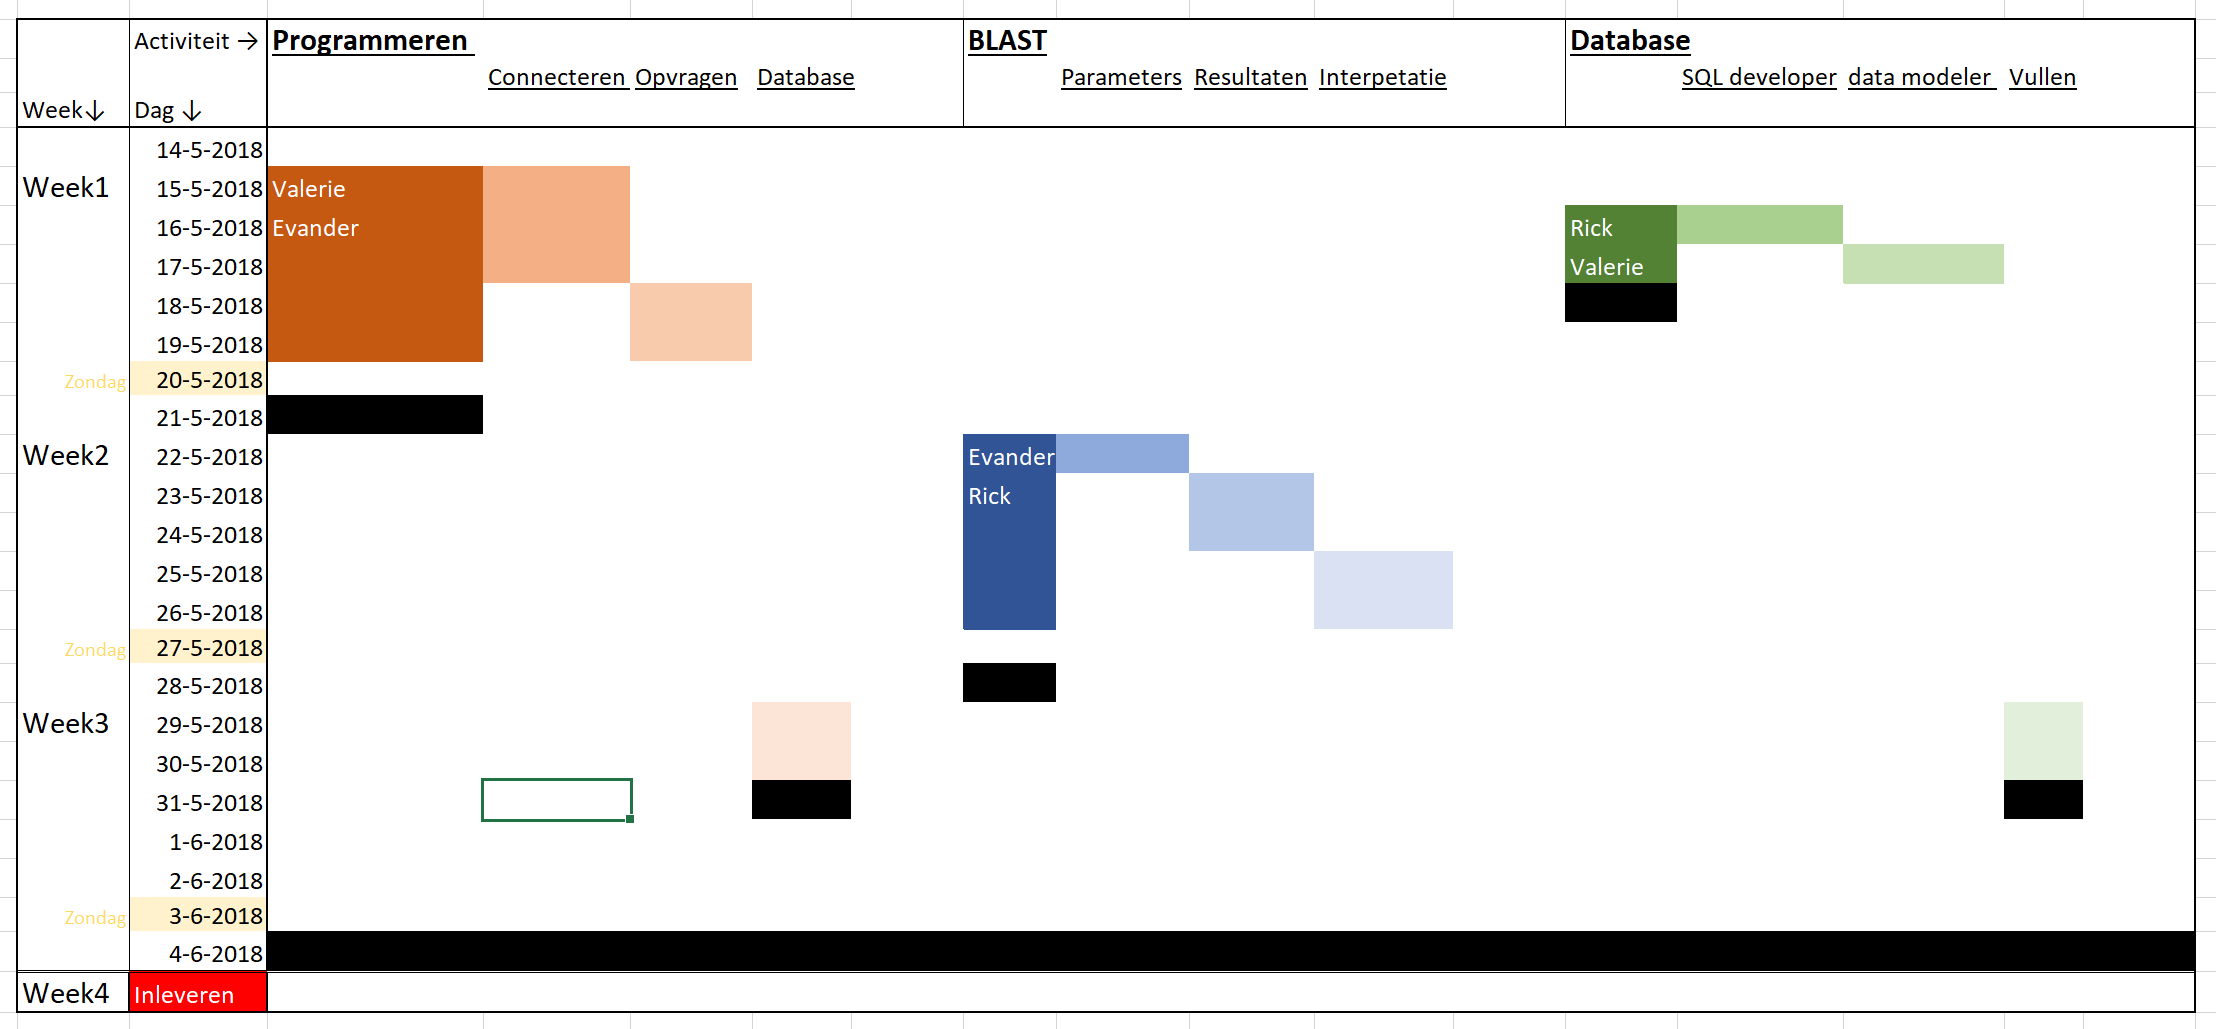 Activiteit → Programmeren BLAST Database
Connecteren Opvragen Database Parameters Resultaten Interpetatie SQL developer data modeler Vullen
Week↓ Dag ↓
14-5-2018
Week1 15-5-2018 Valerie
16-5-2018 Evander Rick
17-5-2018 Valerie
18-5-2018
19-5-2018
Zondag 20-5-2018
21-5-2018
Week2 22-5-2018 Evander
23-5-2018 Rick
24-5-2018
25-5-2018
26-5-2018
Zondag 27-5-2018
28-5-2018
Week3 29-5-2018
30-5-2018
31-5-2018
1-6-2018
2-6-2018
Zondag 3-6-2018
4-6-2018
Week4 Inleveren